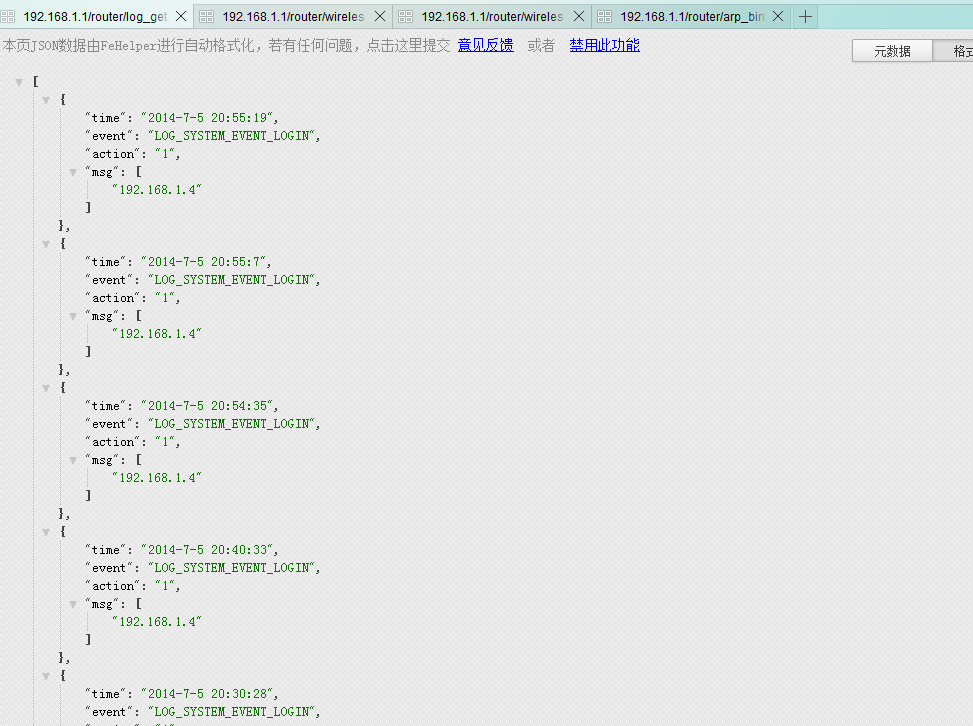 192.168.1.1/router/log_get
192.168.1.1/router/wireles
192.168.1.1/router/wireles
192.168.1.1/router/arp_bin
本页JSON数据由FeHelper进行自动格式化，若有任何问题，点击这里提交 意见反馈 或者 禁用此功能
元数据
格式
[
{
"time": "2014-7-5 20:55:19",
"event": "LOG_SYSTEM_EVENT_LOGIN",
"action": "1",
"msg": [
"192.168.1.4"
]
},
{
"time": "2014-7-5 20:55:7",
"event": "LOG_SYSTEM_EVENT_LOGIN",
"action": "1",
"msg": [
"192.168.1.4"
]
},
{
"time": "2014-7-5 20:54:35",
"event": "LOG_SYSTEM_EVENT_LOGIN",
"action": "1",
"msg": [
"192.168.1.4"
]
},
{
"time": "2014-7-5 20:40:33",
"event": "LOG_SYSTEM_EVENT_LOGIN",
"action": "1",
"msg": [
"192.168.1.4"
]
},
{
"time": "2014-7-5 20:30:28",
"event": "LOG_SYSTEM_EVENT_LOGIN",